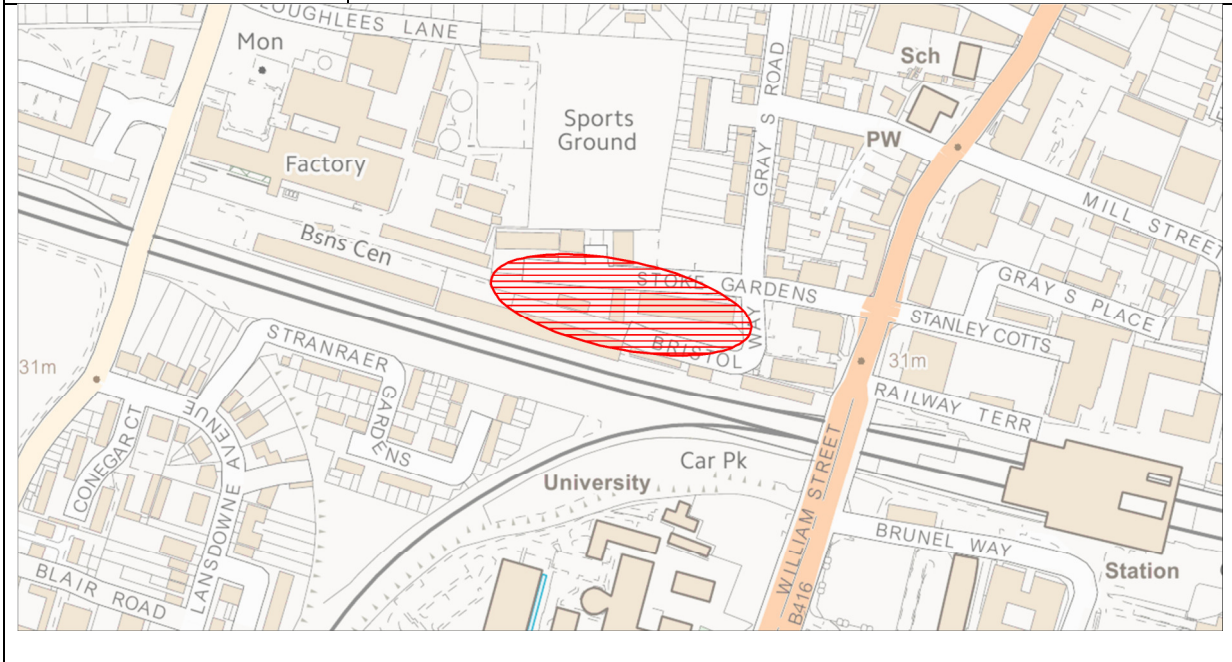 LOUGHLEES LANE
Mon
Sch
GRAY S ROAD
Sports
Ground
PW
Factory
MILL STREET
Bsns Cen
STOKE GARDENS
GRAY S PLACE
STANLEY COTTS
BRISTOL WAY
STRANRAER
GARDENS
31m
31m
RAILWAY TERR
CONEGAR CT
LANSDOWNE AVENUE
Car Pk
University
WILLIAM STREET
B416
BRUNEL WAY
Station
BLAIR ROAD